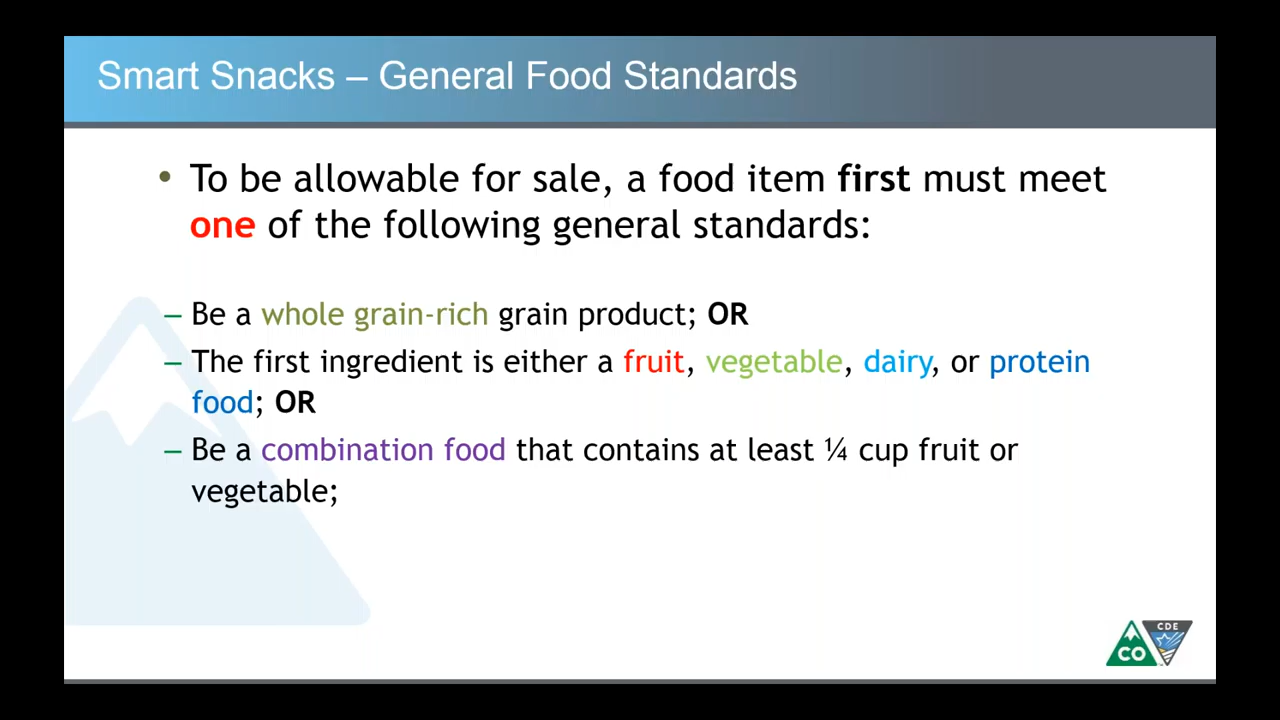 Smart Snacks – General Food Standards
• To be allowable for sale, a food item first must meet
one of the following general standards:
– Be a whole grain-rich grain product; OR
– The first ingredient is either a fruit, vegetable, dairy, or protein
food; OR
– Be a combination food that contains at least ¼ cup fruit or
vegetable;
CDE
CO